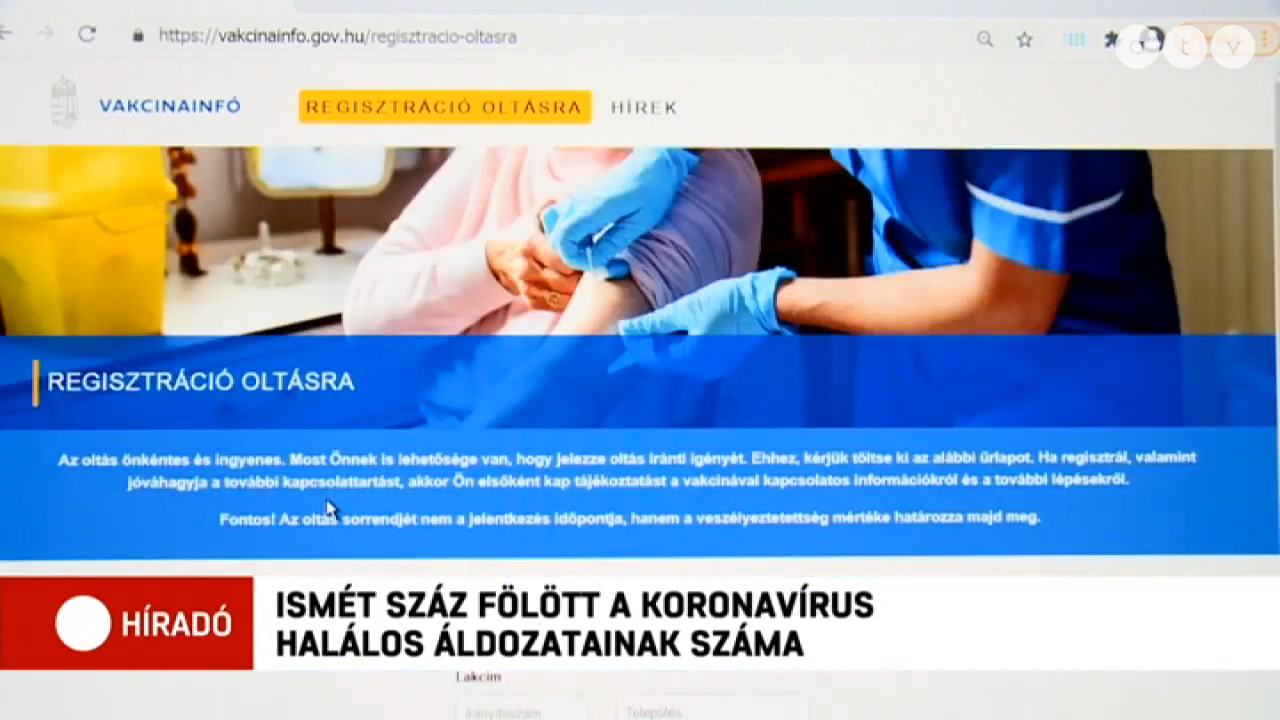 https://vakcinainfo.gov.hu/regisztracio-oltasra
atv
VAKCINAINFÓ
REGISZTRÁCIÓ OLTÁSRA
HÍREK
REGISZTRÁCIÓ OLTÁSRA
Az oltás önkéntes és ingyenes. Most Önnek is lehetősége van, hogy jelezze oltás iránti igényét. Ehhez, kérjük töltse ki az alábbi űrlapot. Ha regisztrál, valamint
jóváhagyja a további kapcsolattartást, akkor Ön elsőként kap tájékoztatást a vakcinával kapcsolatos információkról és a további lépésekről.
Fontos! Az oltás sorrendjét nem a jelentkezés időpontja, hanem a veszélyeztetettség mértéke határozza majd meg.
HÍRADÓ
ISMÉT SZÁZ FÖLÖTT A KORONAVÍRUS
HALÁLOS ÁLDOZATAINAK SZÁMA
Lakcím
Irányítószám
Település